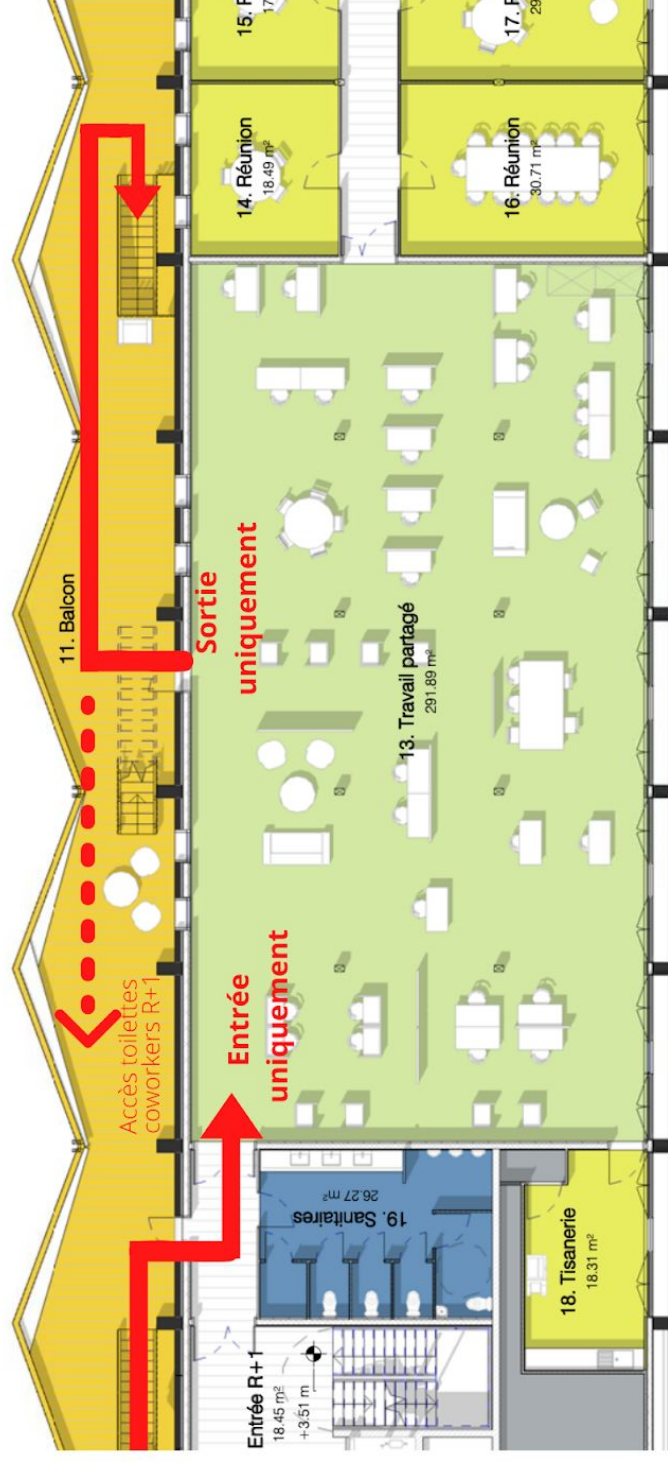 15. R
17
17. R
29
14. Réunion
18.49 m²
16. Réunion
30.71 m²
11. Balcon
Sortie
uniquement
13. Travail partagé
291.89 m²
Accès toilettes
coworkers R+1
Entrée
uniquement
19. Sanitaires
26.27 m²
18. Tisanerie
18.31 m²
Entrée R+1
18.45 m²
+3.51 m